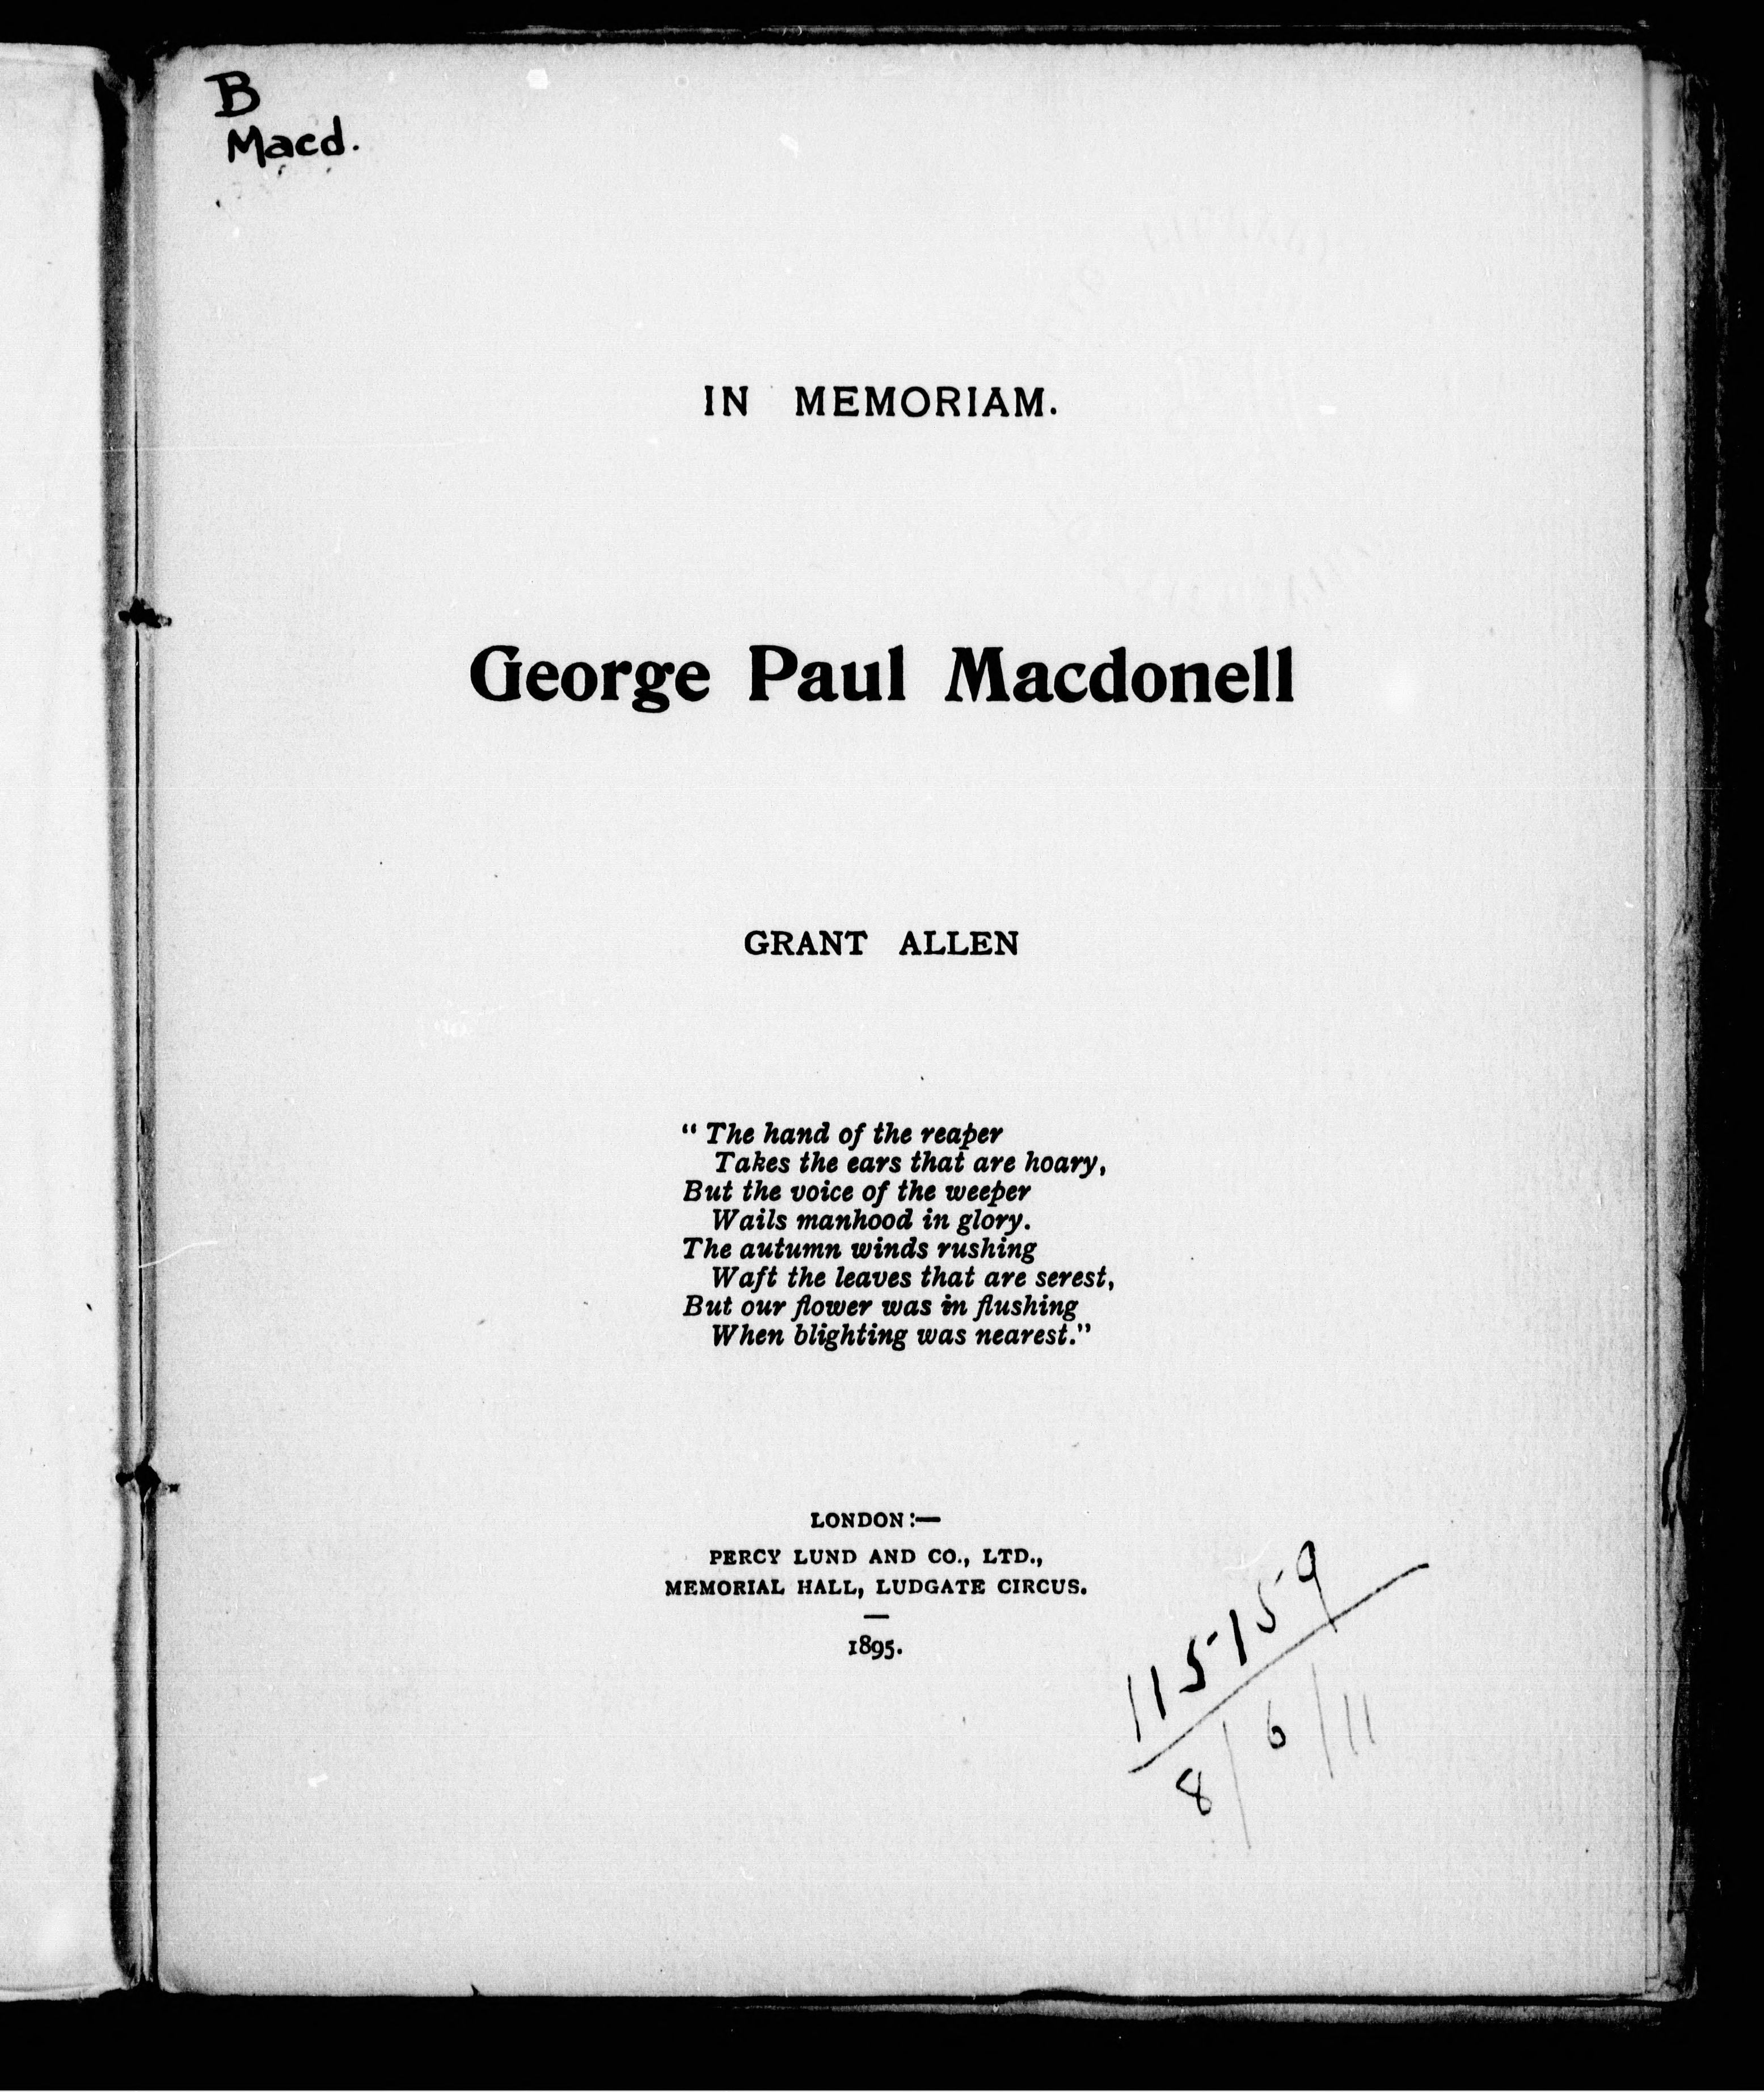 B
Macd.
IN MEMORIAM.
George Paul Macdonell
GRANT ALLEN
" The hand of the reaper
Takes the ears that are hoary,
But the voice of the weeper
Wails manhood in glory.
The autumn winds rushing
Waft the leaves that are serest,
But our flower was in flushing
When blighting was nearest."
LONDON:—
PERCY LUND AND CO., LTD.,
MEMORIAL HALL, LUDGATE CIRCUS.
1895.
115159
8/6/11